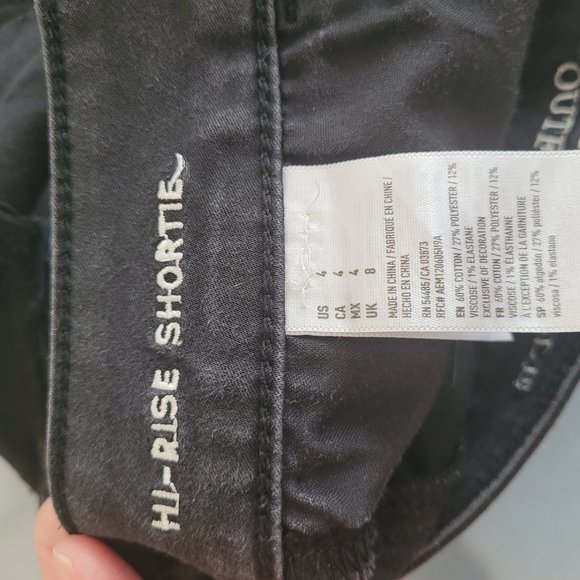 HI-RISE SHORTIE
US 4
CA 4
MX 4
UK 8
MADE IN CHINA / FABRIQUÉ EN CHINE /
HECHO EN CHINA
RN 54485/CA 03873
RFC# AEM120605U9A
EN 60% COTTON / 27% POLYESTER / 12%
VISCOSE / 1% ELASTANE
EXCLUSIVE OF DECORATION
FR 60% COTON / 27% POLYESTER / 12%
VISCOSE / 1% ÉLASTHANNE
À L'EXCEPTION DE LA GARNITURE
SP 60% algodón / 27% poliéster / 12%
viscosa / 1% elastano